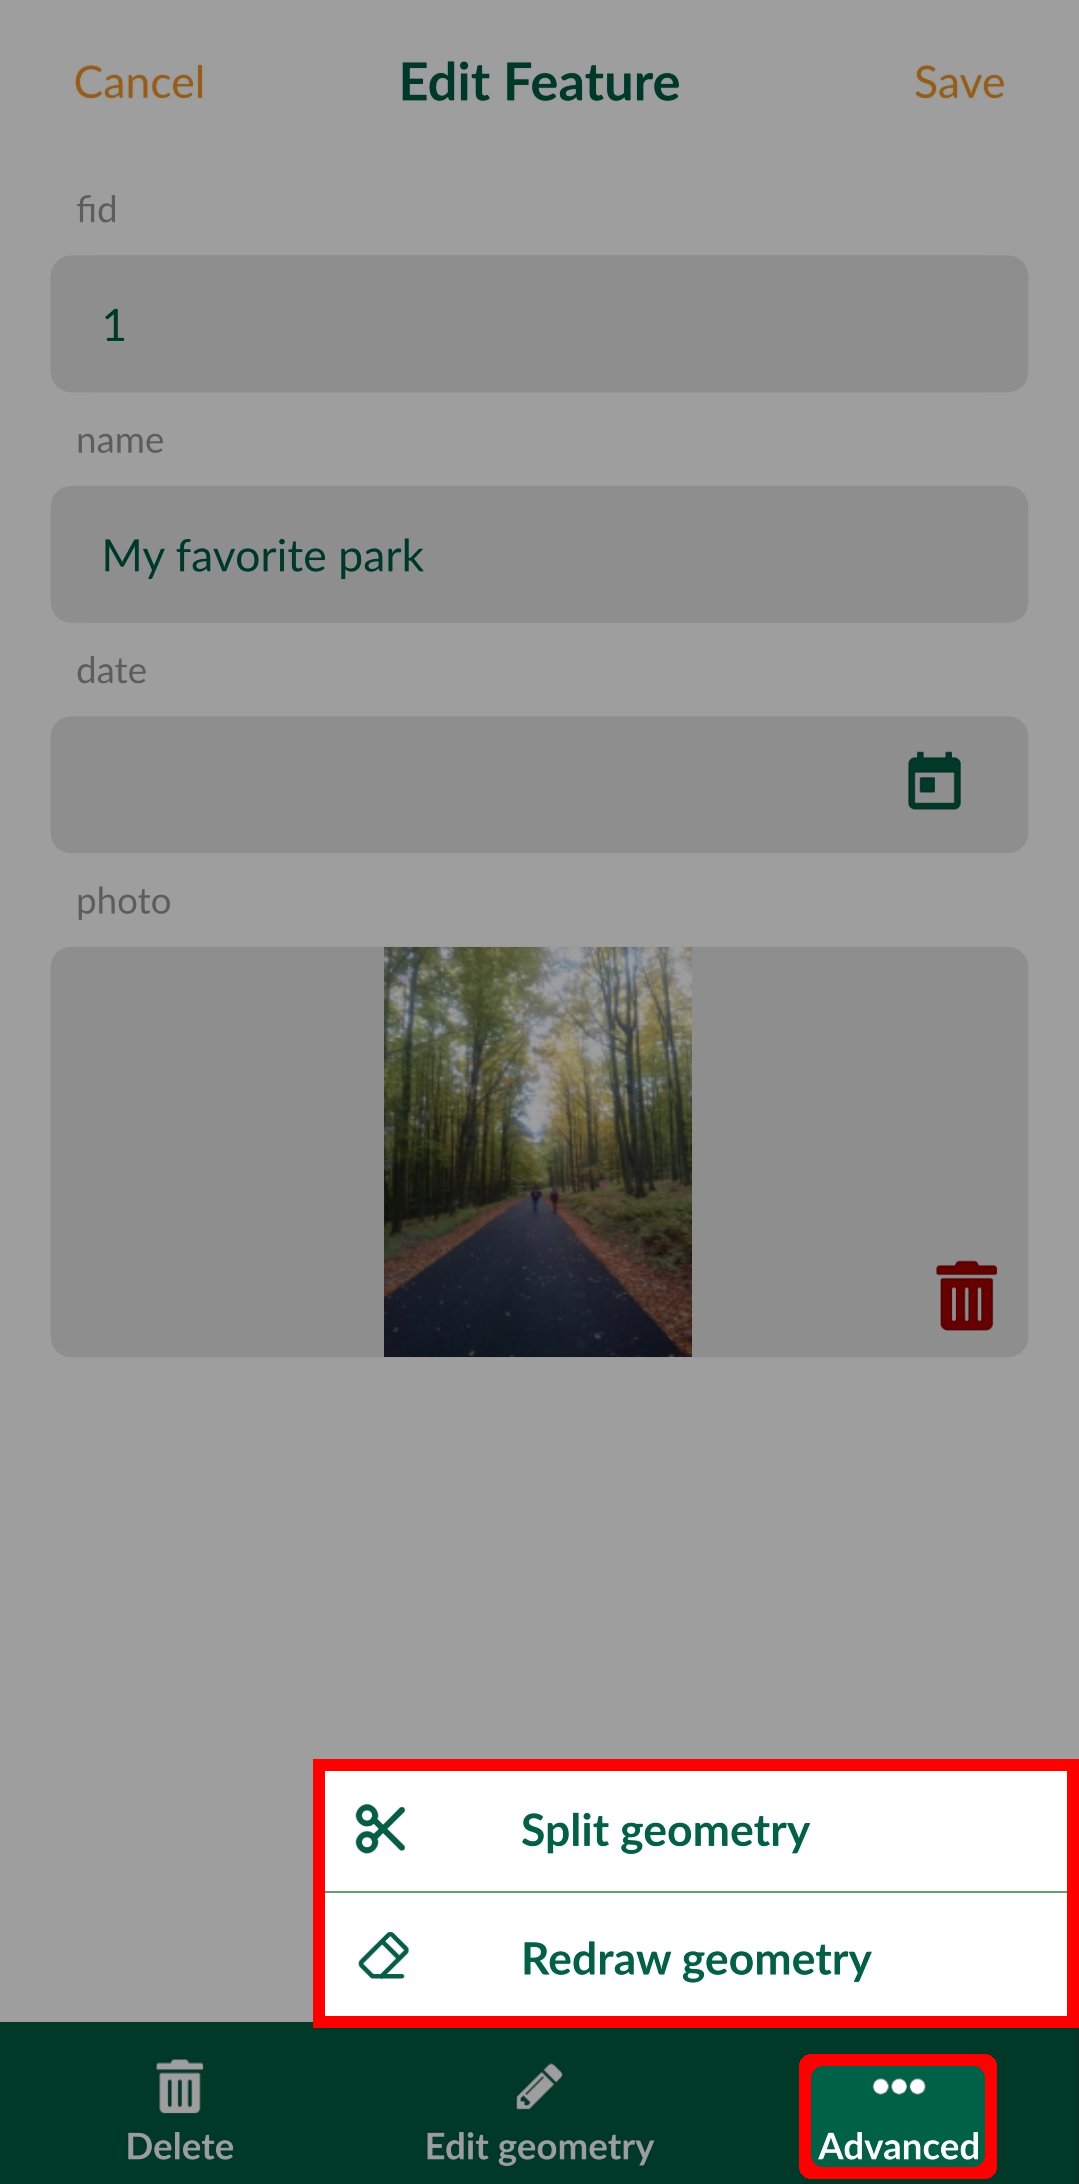 Cancel Edit Feature Save
fid
1
name
My favorite park
date
photo
Split geometry
Redraw geometry
Delete Edit geometry Advanced